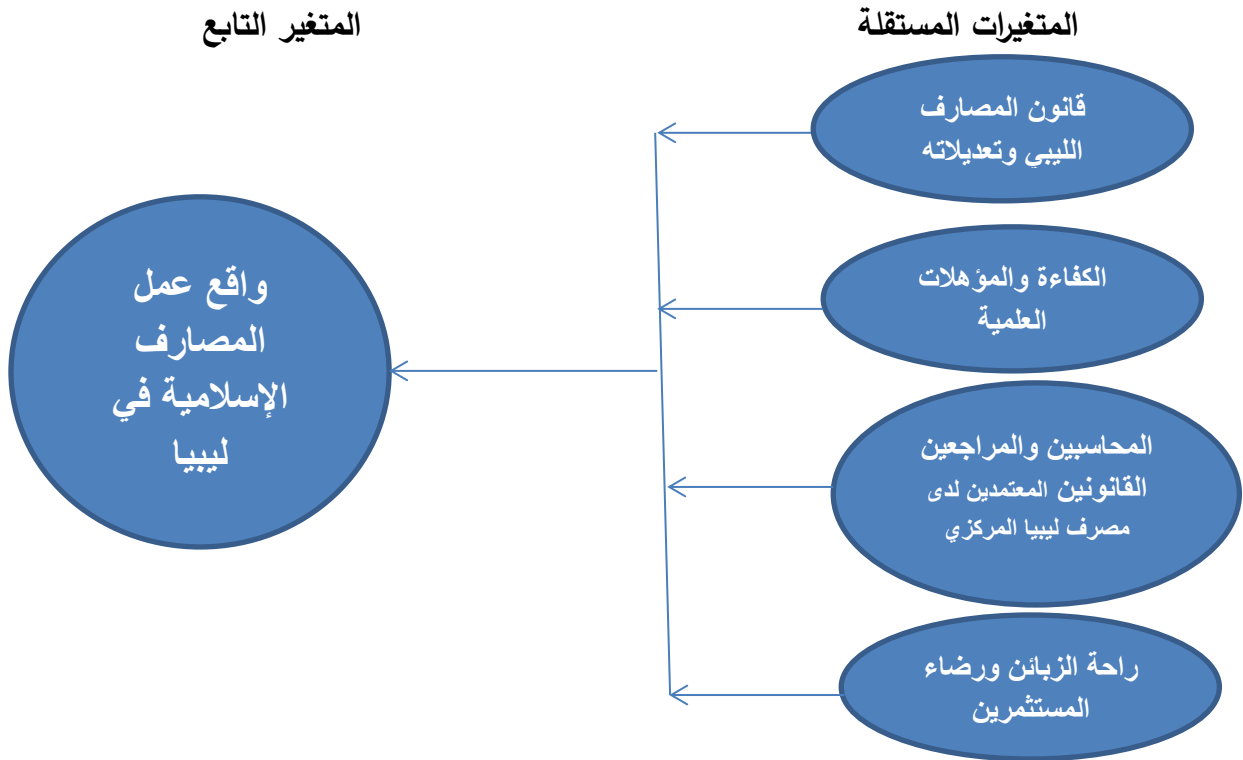 المتغيرات المستقلة
المتغير التابع
قانون المصارف
الليبي وتعديلاته
الكفاءة والمؤهلات
العلمية
المحاسبين والمراجعين
القانونين المعتمدين لدى
مصرف ليبيا المركزي
راحة الزبائن ورضاء
المستثمرين
واقع عمل
المصارف
الإسلامية في
ليبيا